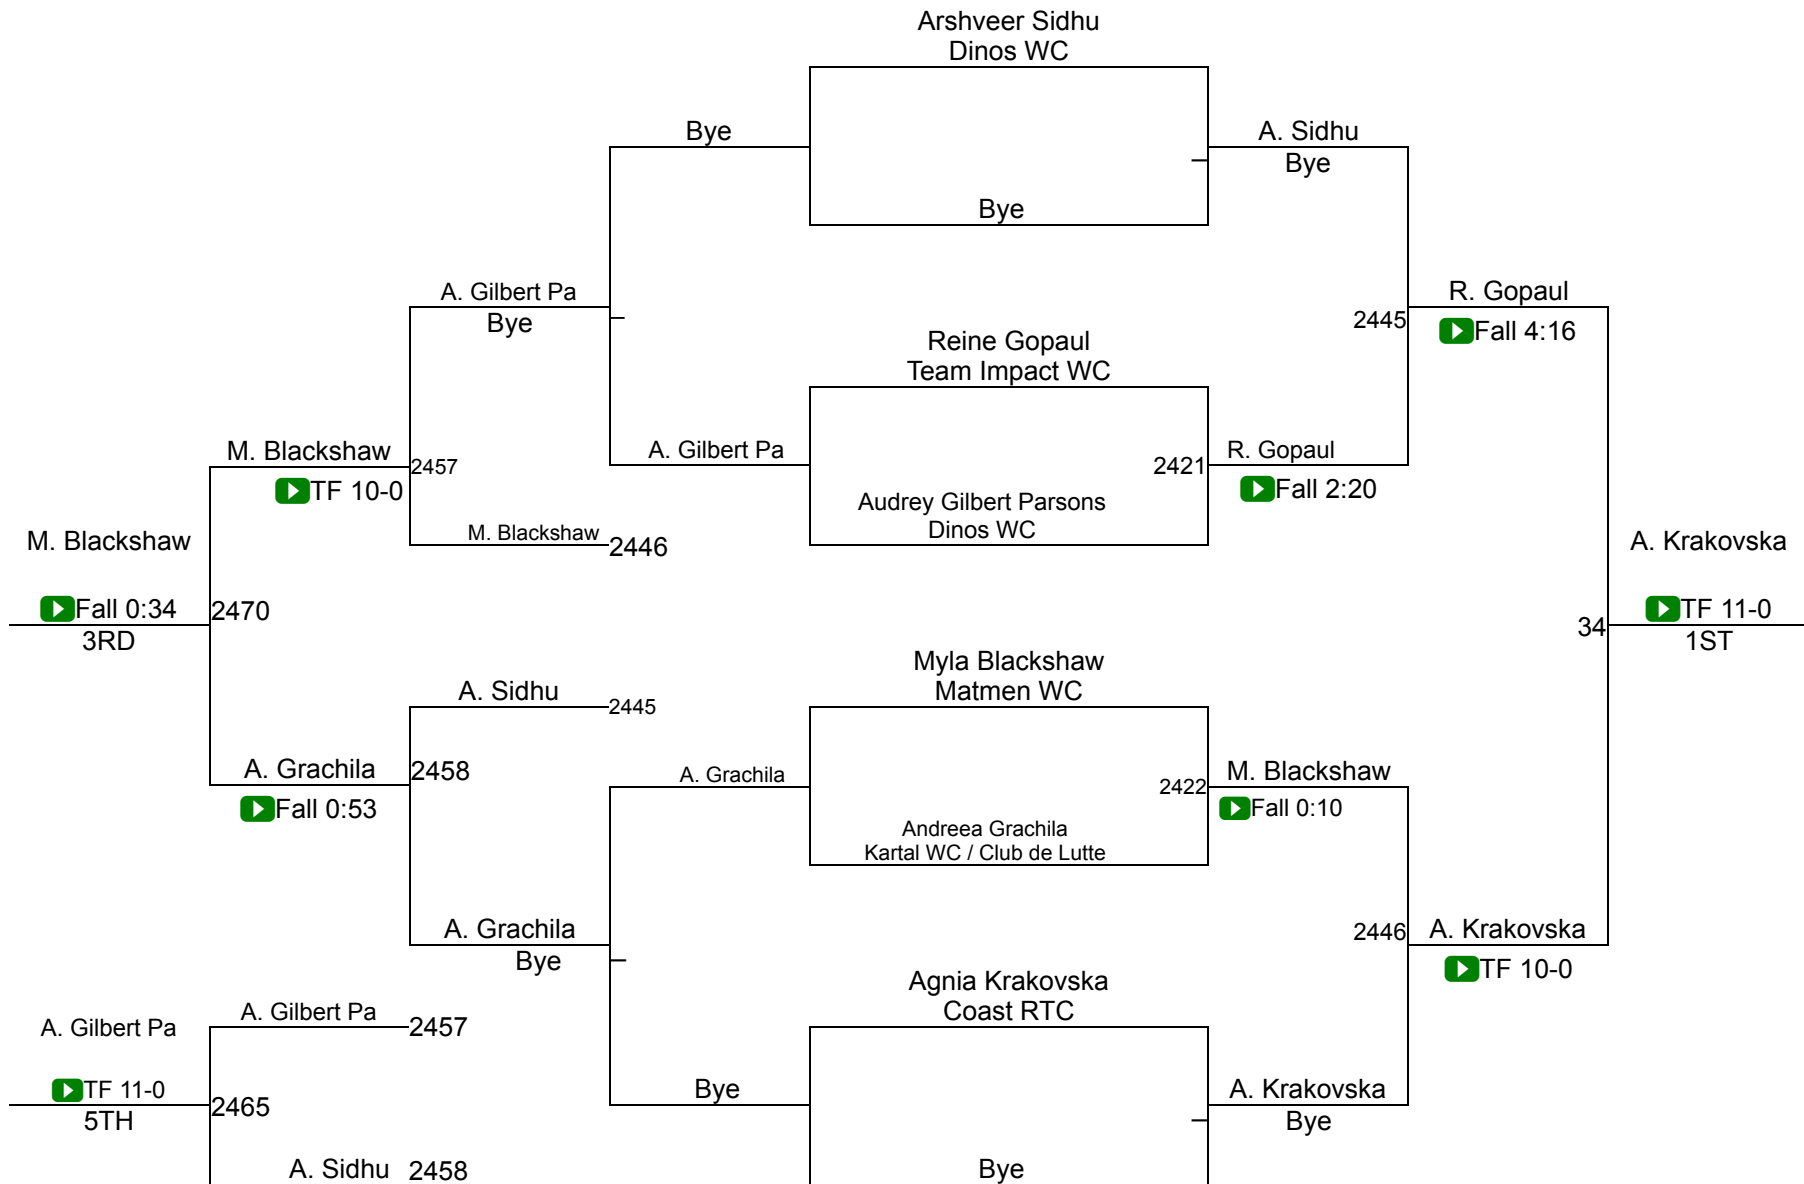 Arshveer Sidhu
Dinos WC
Bye
A. Sidhu
Bye
Bye
A. Gilbert Pa
Bye
R. Gopaul
2445
Fall 4:16
Reine Gopaul
Team Impact WC
M. Blackshaw
2457
A. Gilbert Pa
2421
R. Gopaul
TF 10-0
Fall 2:20
Audrey Gilbert Parsons
Dinos WC
M. Blackshaw
M. Blackshaw
2446
A. Krakovska
Fall 0:34
2470
TF 11-0
3RD
34
1ST
Myla Blackshaw
Matmen WC
A. Sidhu
2445
A. Grachila
2458
A. Grachila
2422
M. Blackshaw
Fall 0:53
Fall 0:10
Andreea Grachila
Kartal WC / Club de Lutte
A. Grachila
Bye
2446
A. Krakovska
TF 10-0
Agnia Krakovska
Coast RTC
A. Gilbert Pa
A. Gilbert Pa
2457
TF 11-0
Bye
A. Krakovska
5TH
2465
Bye
A. Sidhu
2458
Bye